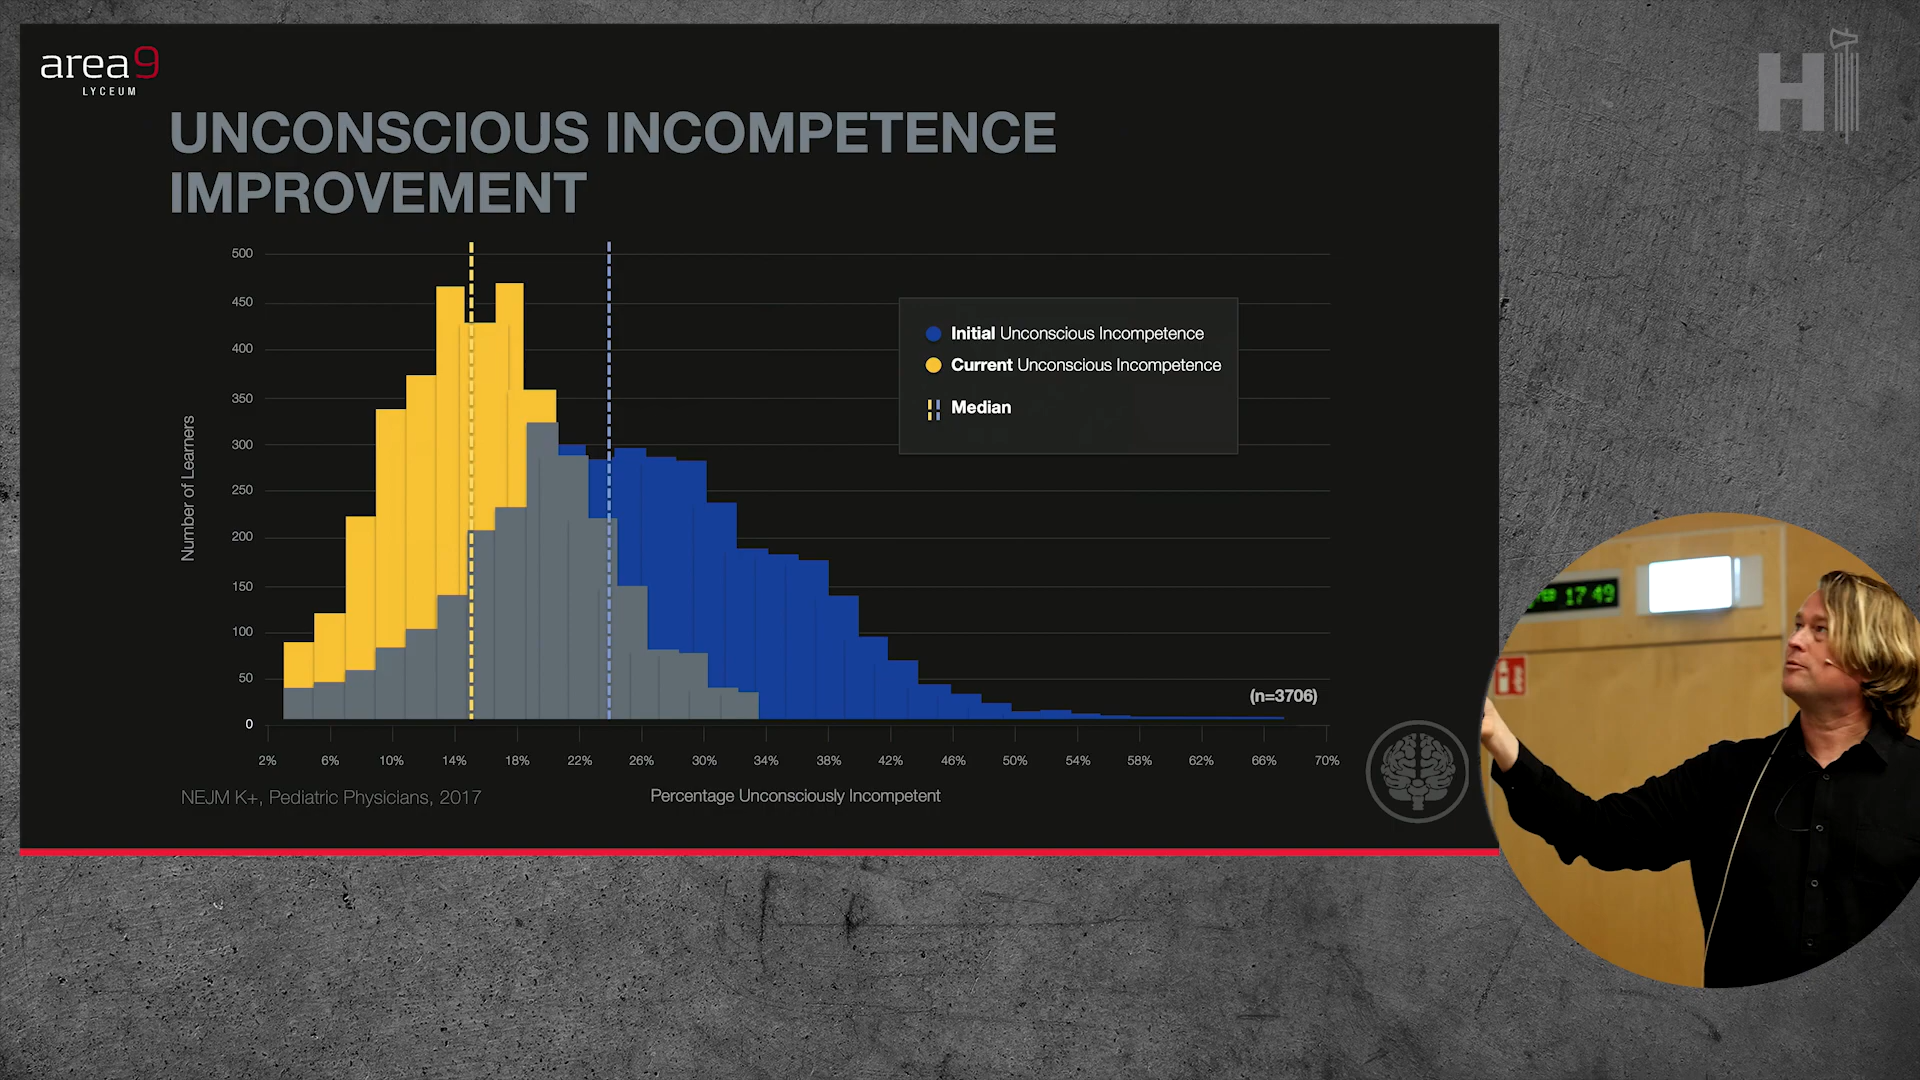 area9
LYCEUM
UNCONSCIOUS INCOMPETENCE
IMPROVEMENT
500
450
400
350
300
250
200
150
100
50
0
Number of Learners
Initial Unconscious Incompetence
Current Unconscious Incompetence
Median
(n=3706)
2% 6% 10% 14% 18% 22% 26% 30% 34% 38% 42% 46% 50% 54% 58% 62% 66% 70%
NEJM K+, Pediatric Physicians, 2017
Percentage Unconsciously Incompetent
H
17 49